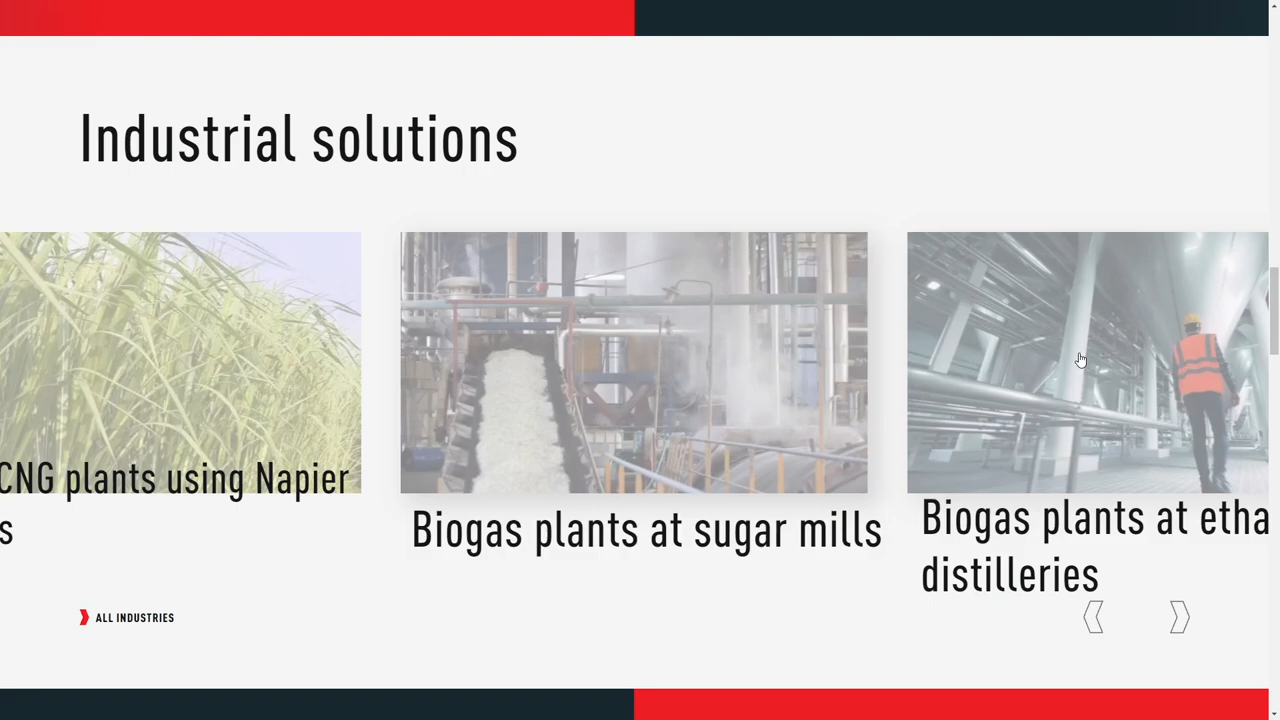 Industrial solutions
CNG plants using Napier
s
Biogas plants at sugar mills
Biogas plants at etha
distilleries
ALL INDUSTRIES